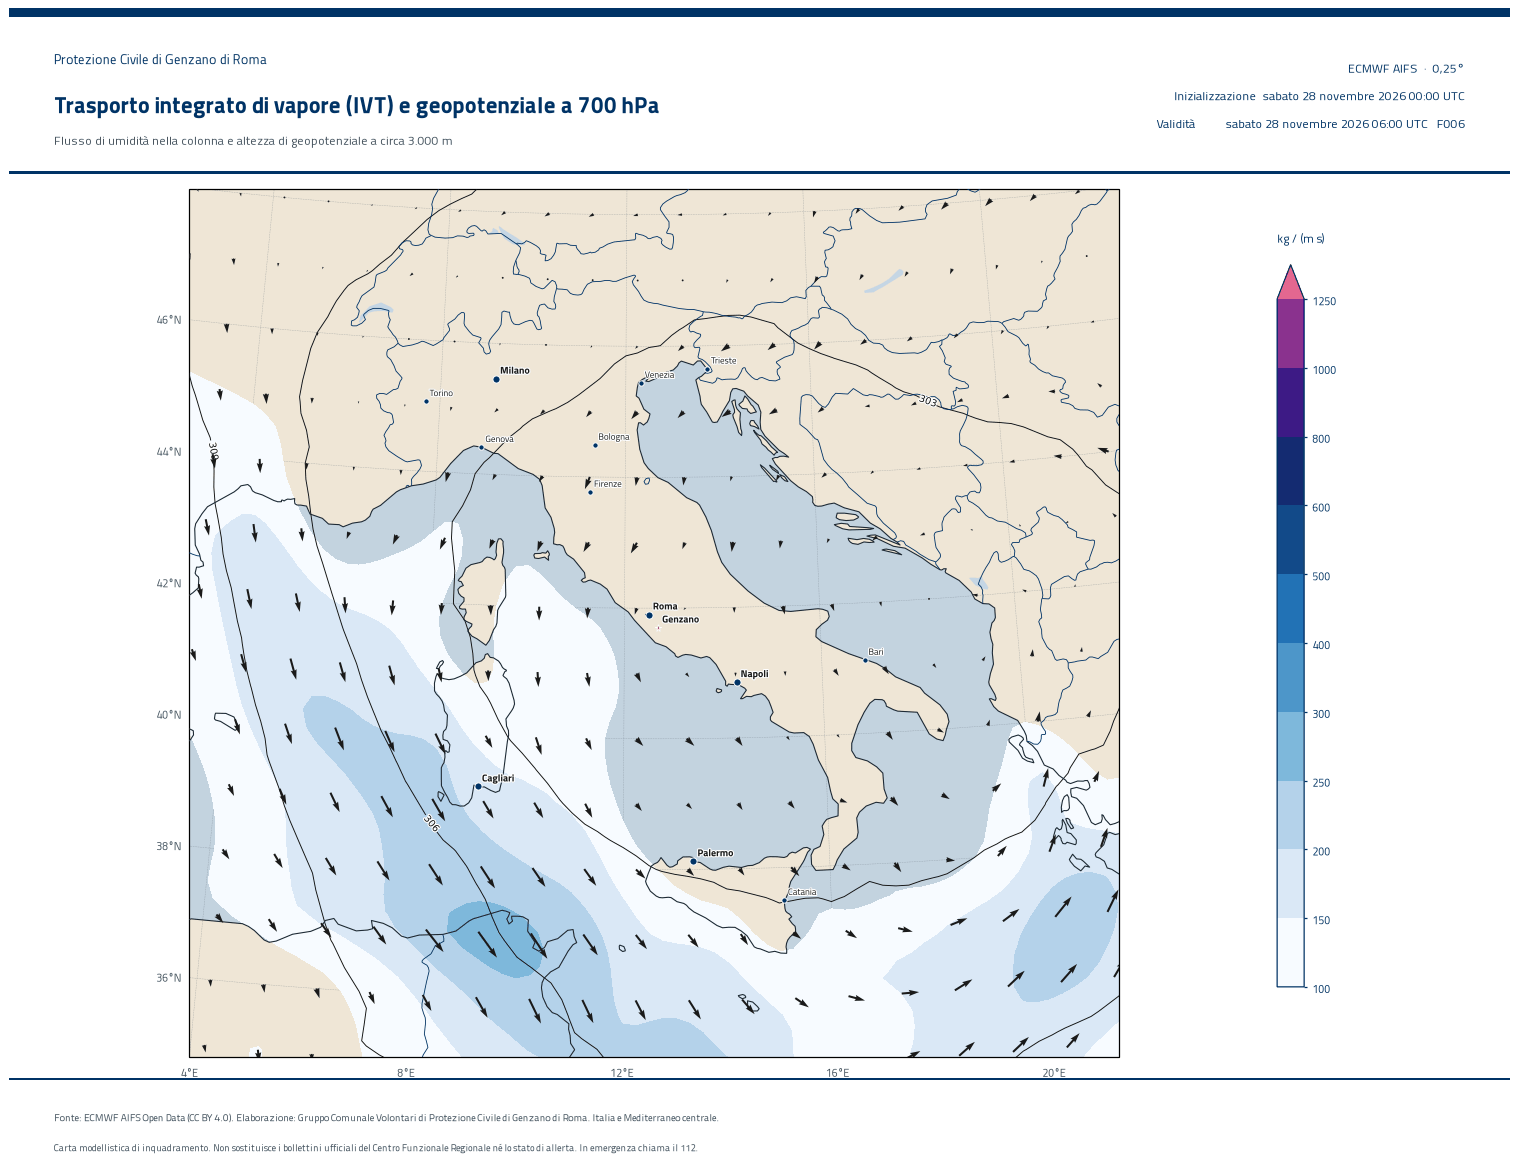 Protezione Civile di Genzano di Roma
Trasporto integrato di vapore (IVT) e geopotenziale a 700 hPa
Flusso di umidità nella colonna e altezza di geopotenziale a circa 3.000 m
ECMWF AIFS · 0,25°
Inizializzazione sabato 28 novembre 2026 00:00 UTC
Validità sabato 28 novembre 2026 06:00 UTC F006
kg / (m s)
1250
1000
800
600
500
400
300
250
200
150
100
46°N
44°N
42°N
40°N
38°N
36°N
4°E
8°E
12°E
16°E
20°E
Trieste
Venezia
Milano
Torino
303
Genova
Bologna
309
Firenze
Roma
Genzano
Bari
Napoli
Cagliari
306
Palermo
Catania
Fonte: ECMWF AIFS Open Data (CC BY 4.0). Elaborazione: Gruppo Comunale Volontari di Protezione Civile di Genzano di Roma. Italia e Mediterraneo centrale.
Carta modellistica di inquadramento. Non sostituisce i bollettini ufficiali del Centro Funzionale Regionale né lo stato di allerta. In emergenza chiama il 112.